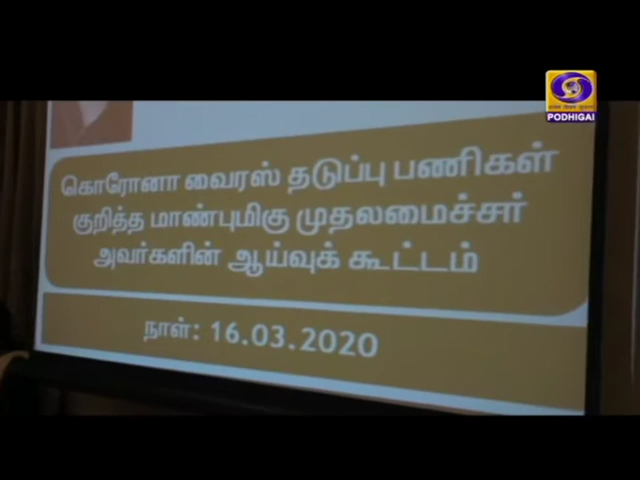 PODHIGAI
கொரோனா வைரஸ் தடுப்பு பணிகள்
குறித்த மாண்புமிகு முதலமைச்சர்
அவர்களின் ஆய்வுக் கூட்டம்
நாள்: 16.03.2020